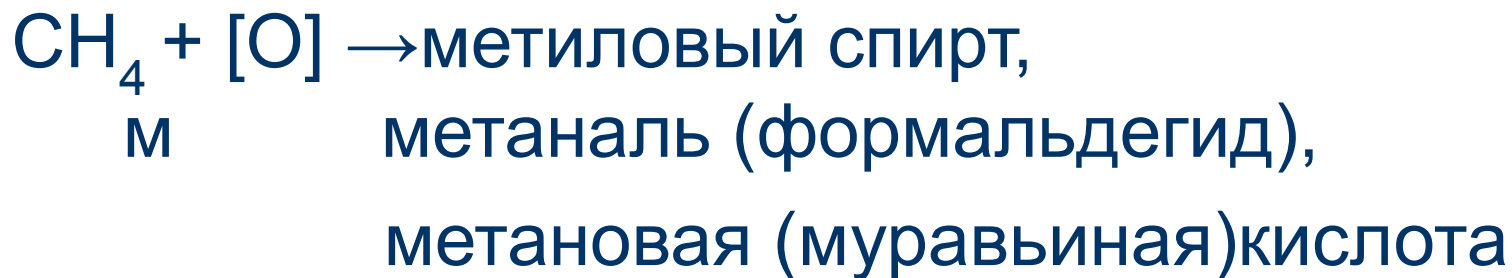 CH₄ + [O] →метиловый спирт,
м метаналь (формальдегид),
метановая (муравьиная)кислота